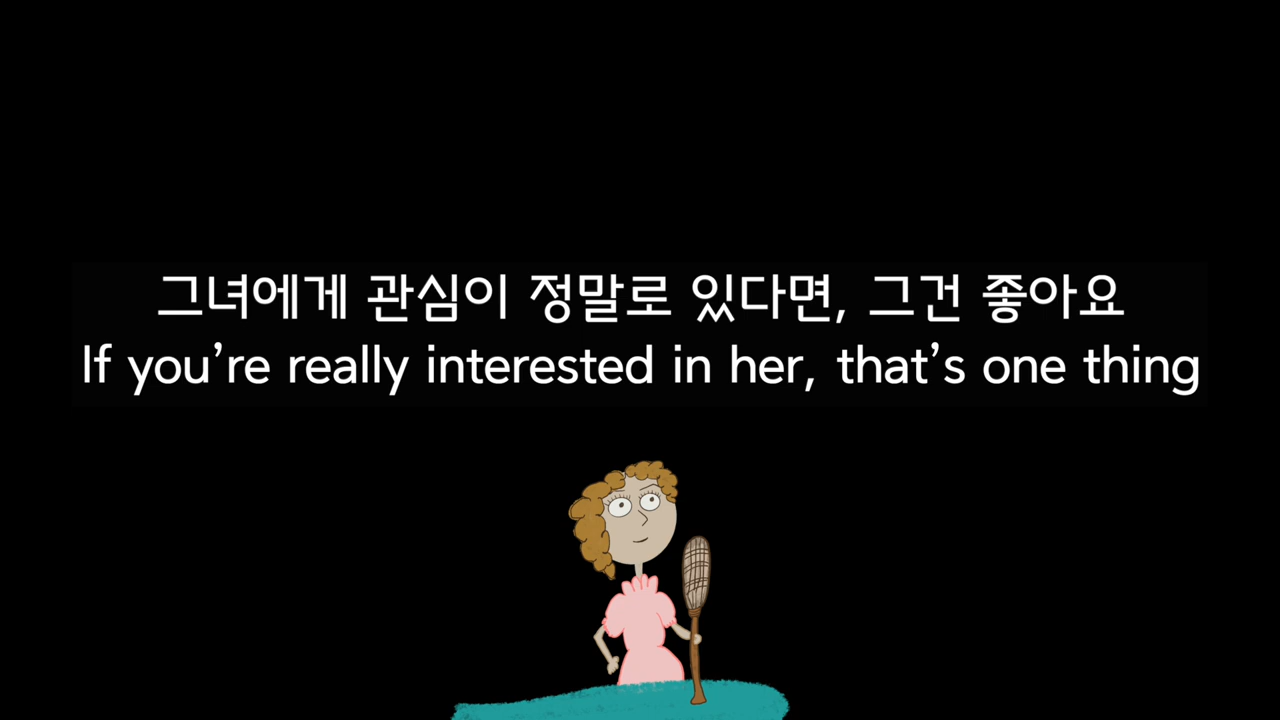 그녀에게 관심이 정말로 있다면, 그건 좋아요
If you’re really interested in her, that’s one thing